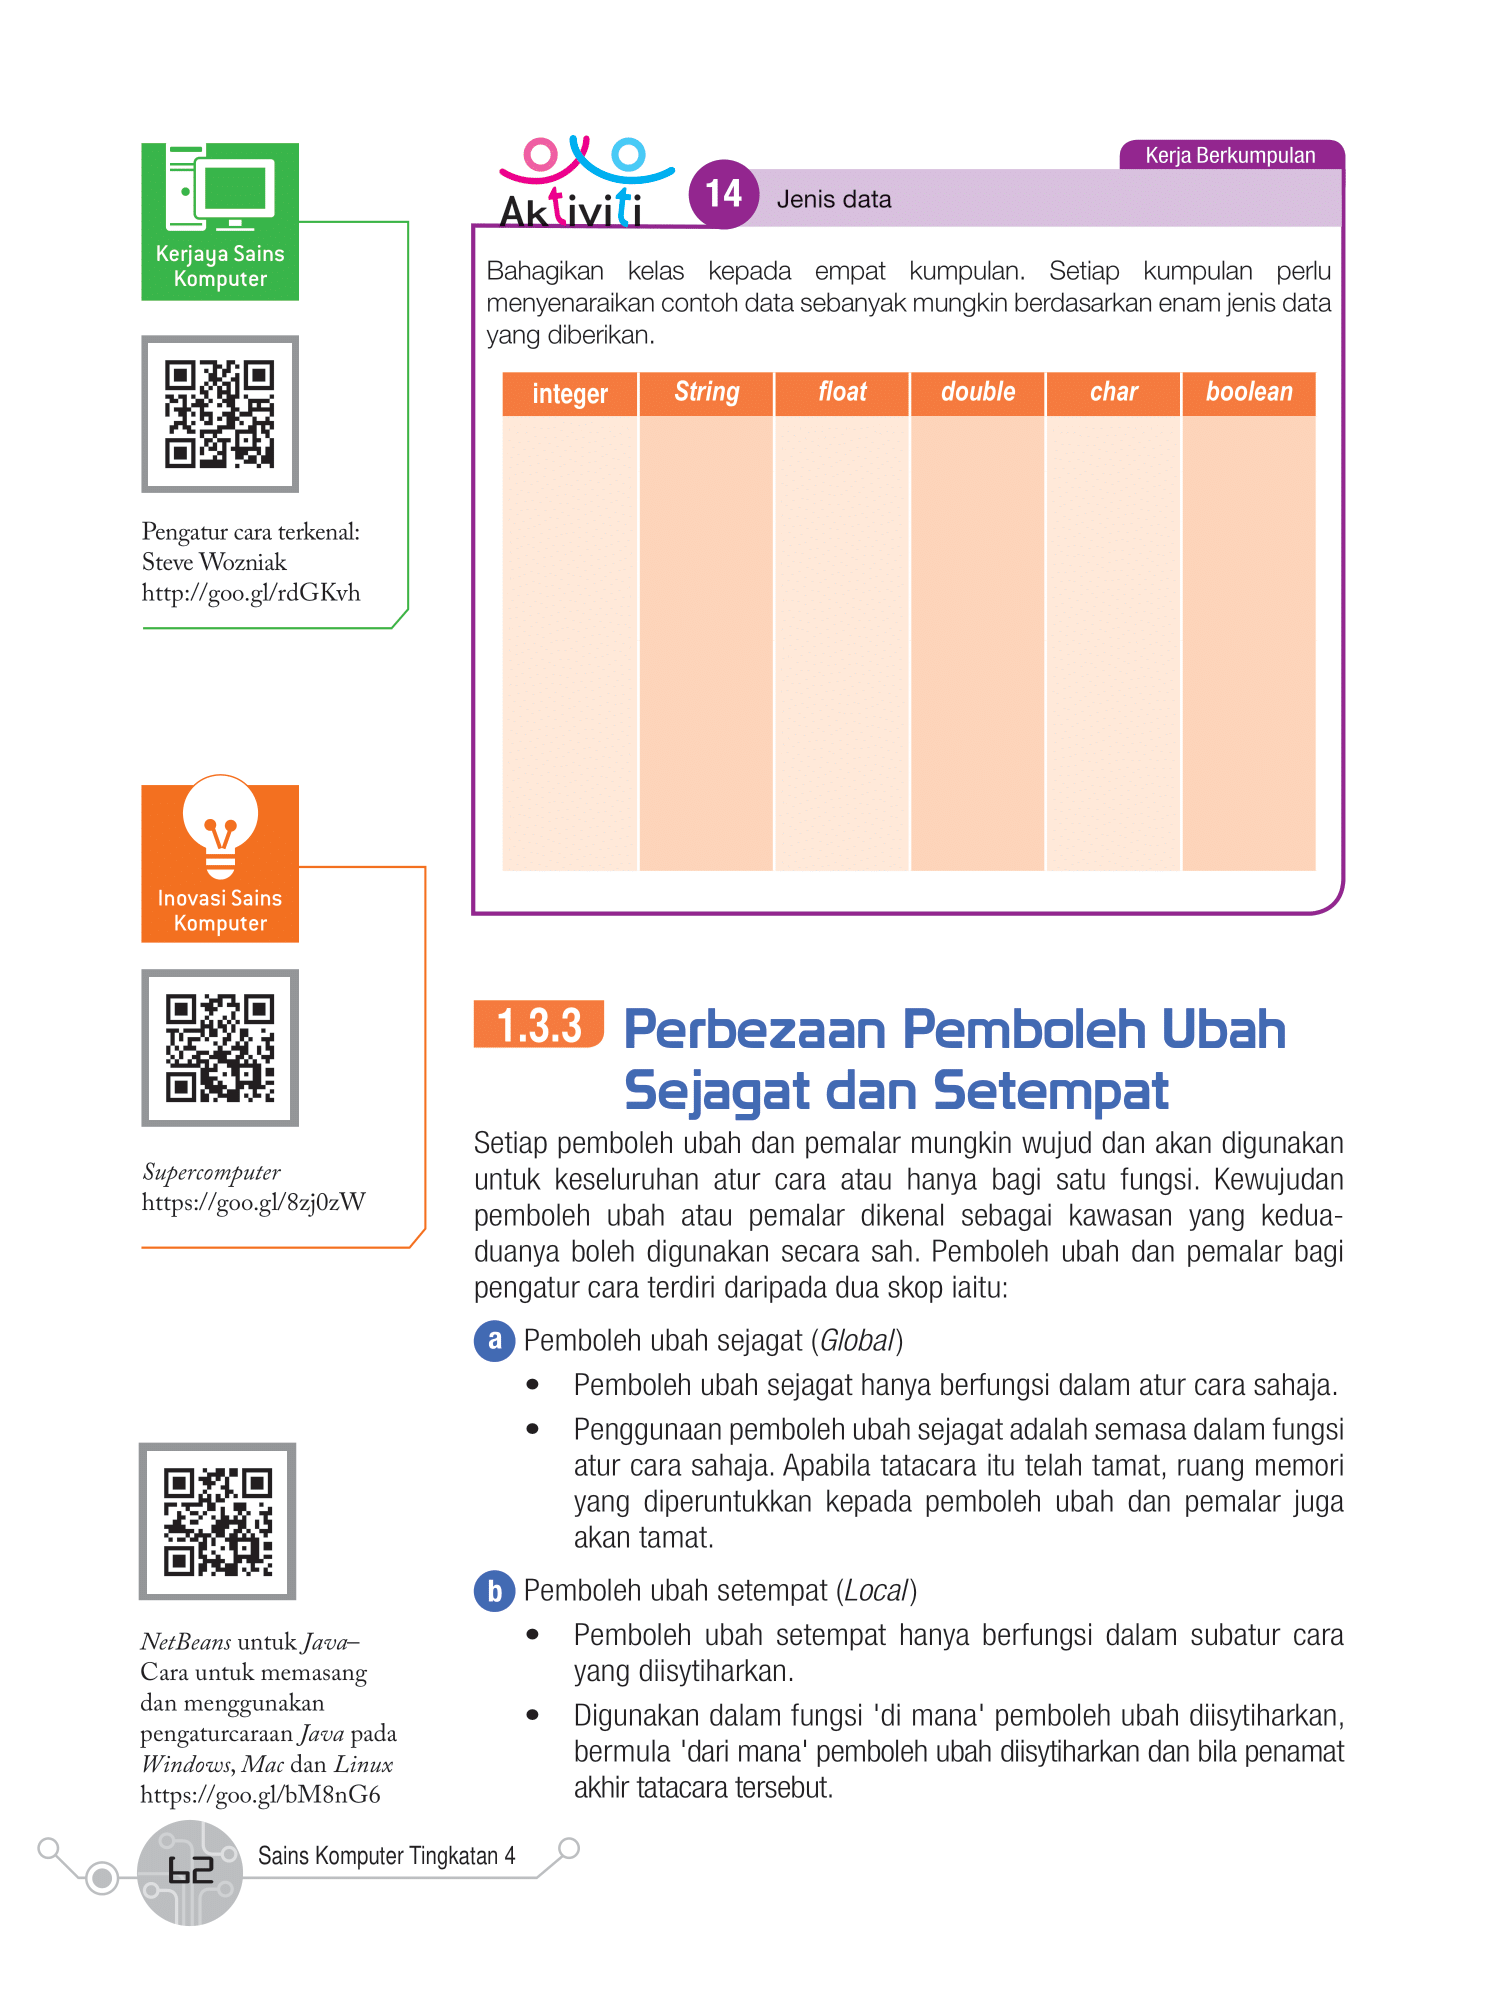 Kerjaya Sains
Komputer
Pengatur cara terkenal:
Steve Wozniak
http://goo.gl/rdGKvh
Inovasi Sains
Komputer
Supercomputer
https://goo.gl/8zj0zW
NetBeans untuk Java–
Cara untuk memasang
dan menggunakan
pengaturcaraan Java pada
Windows, Mac dan Linux
https://goo.gl/bM8nG6
Kerja Berkumpulan
Aktiviti
14 Jenis data
Bahagikan kelas kepada empat kumpulan. Setiap kumpulan perlu
menyenaraikan contoh data sebanyak mungkin berdasarkan enam jenis data
yang diberikan.
integer String float double char boolean
1.3.3 Perbezaan Pemboleh Ubah
Sejagat dan Setempat
Setiap pemboleh ubah dan pemalar mungkin wujud dan akan digunakan
untuk keseluruhan atur cara atau hanya bagi satu fungsi. Kewujudan
pemboleh ubah atau pemalar dikenal sebagai kawasan yang kedua-
duanya boleh digunakan secara sah. Pemboleh ubah dan pemalar bagi
pengatur cara terdiri daripada dua skop iaitu:
a Pemboleh ubah sejagat (Global)
• Pemboleh ubah sejagat hanya berfungsi dalam atur cara sahaja.
• Penggunaan pemboleh ubah sejagat adalah semasa dalam fungsi
atur cara sahaja. Apabila tatacara itu telah tamat, ruang memori
yang diperuntukkan kepada pemboleh ubah dan pemalar juga
akan tamat.
b Pemboleh ubah setempat (Local)
• Pemboleh ubah setempat hanya berfungsi dalam subatur cara
yang diisytiharkan.
• Digunakan dalam fungsi 'di mana' pemboleh ubah diisytiharkan,
bermula 'dari mana' pemboleh ubah diisytiharkan dan bila penamat
akhir tatacara tersebut.
62 Sains Komputer Tingkatan 4